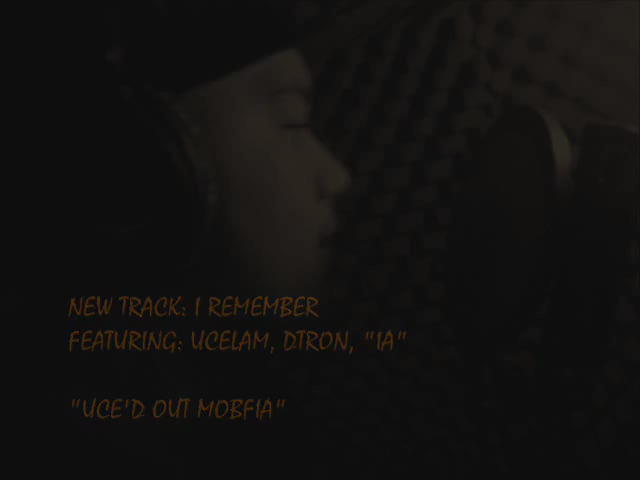 NEW TRACK: I REMEMBER
FEATURING: UCELAM, DTRON, "IA"
"UCE'D OUT MOBFIA"